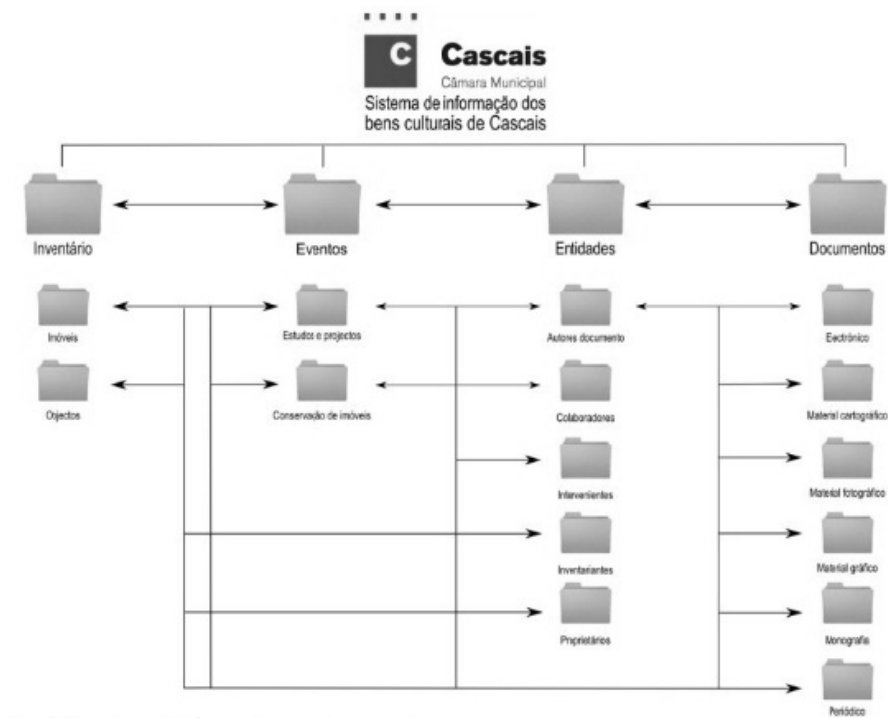 C
Cascais
Câmara Municipal
Sistema de informação dos
bens culturais de Cascais
Inventário
Eventos
Entidades
Documentos
Imóveis
Estudos e projectos
Autores documento
Electrónico
Objectos
Conservação de imóveis
Colaboradores
Material cartográfico
Intervenientes
Material fotográfico
Inventariantes
Material gráfico
Proprietários
Monografia
Periódico